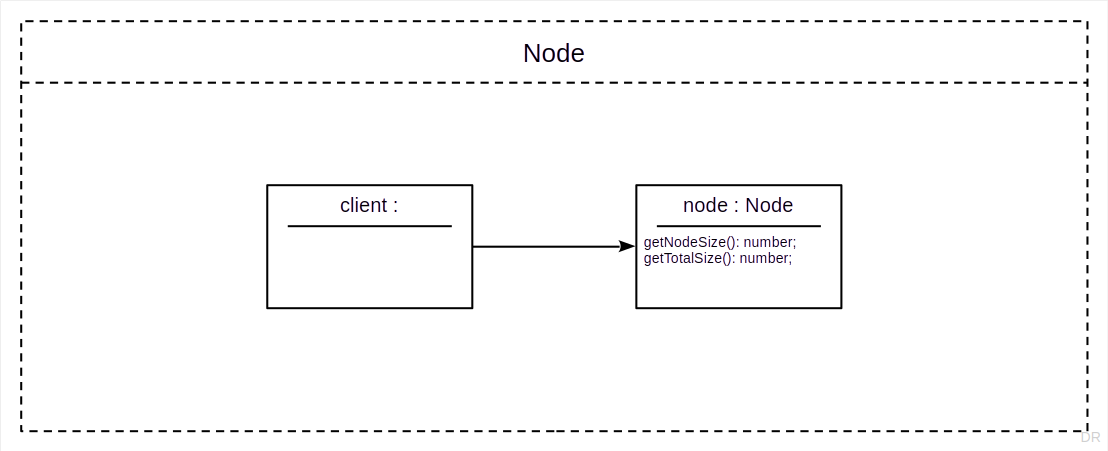 Node
client :
node : Node
getNodeSize(): number;
getTotalSize(): number;
DR